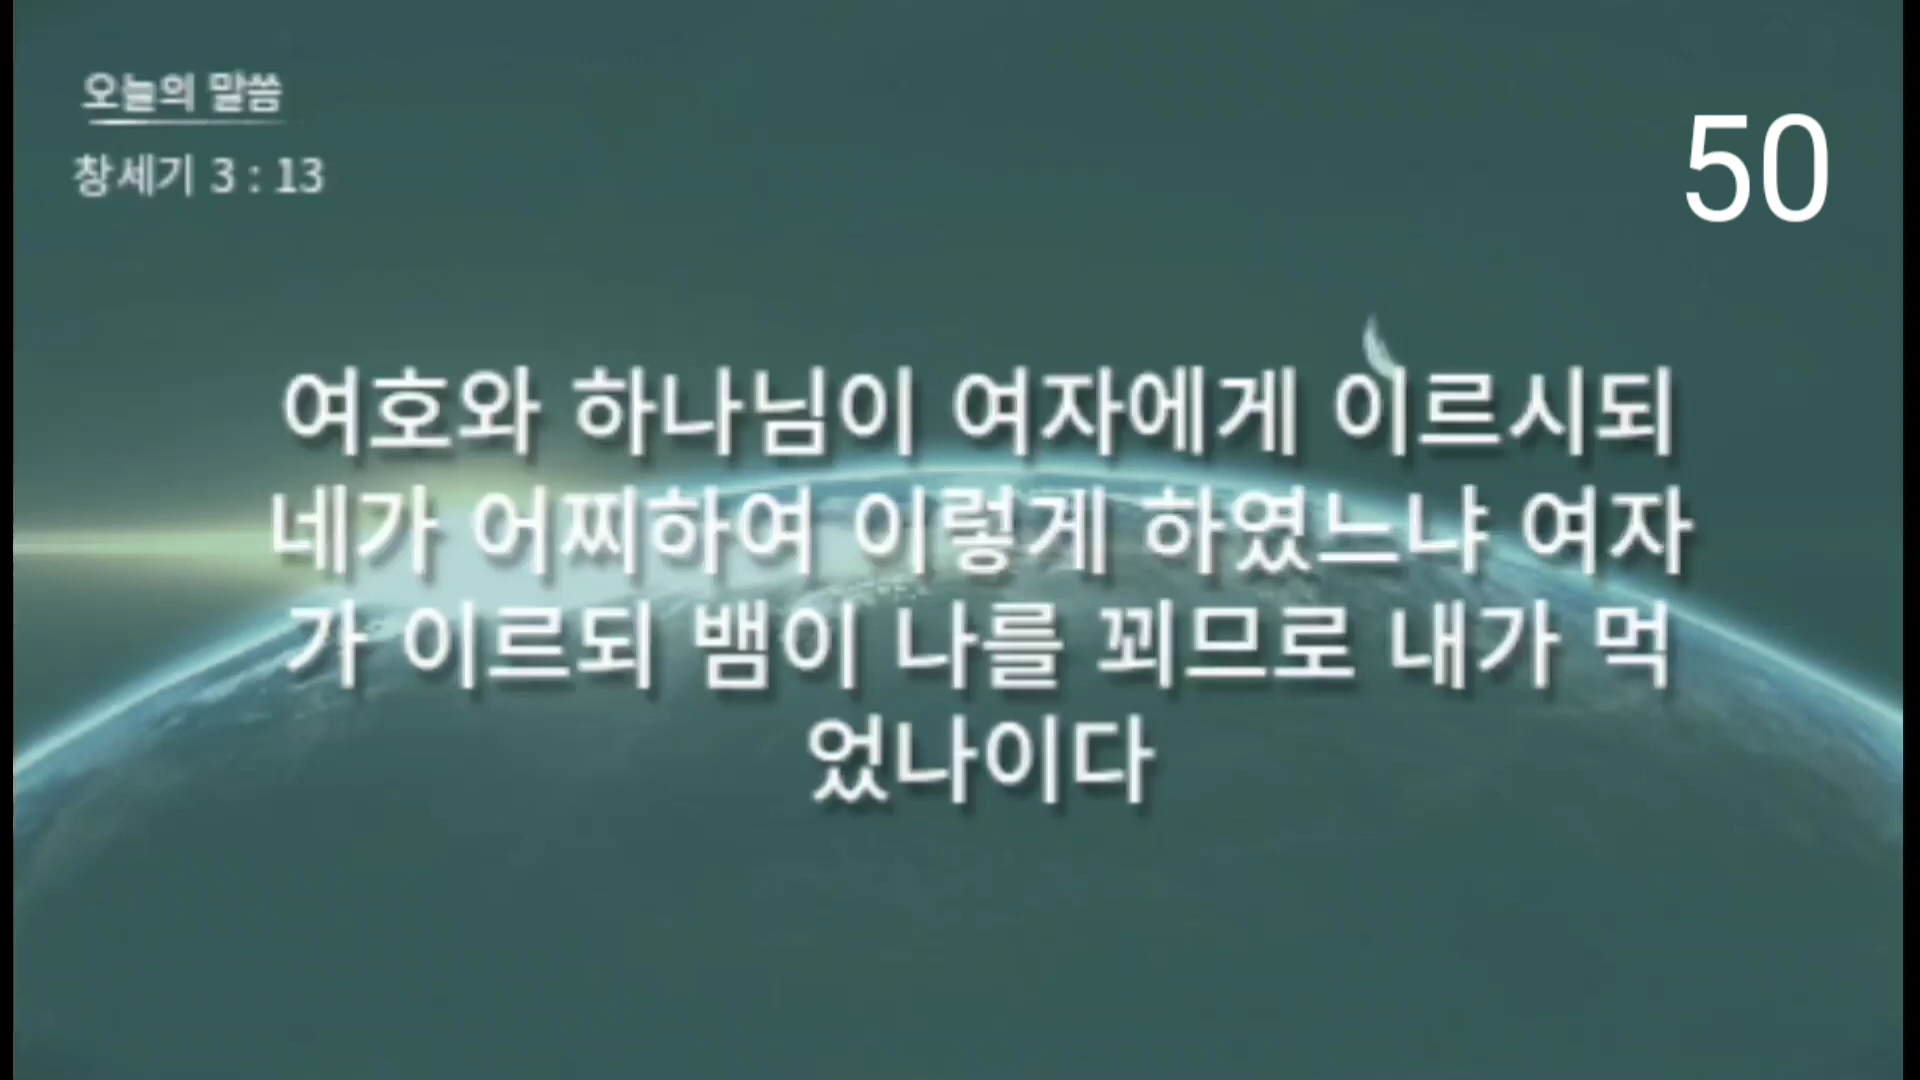 오늘의 말씀
창세기 3 : 13
50
여호와 하나님이 여자에게 이르시되
네가 어찌하여 이렇게 하였느냐 여자
가 이르되 뱀이 나를 꾀므로 내가 먹
었나이다